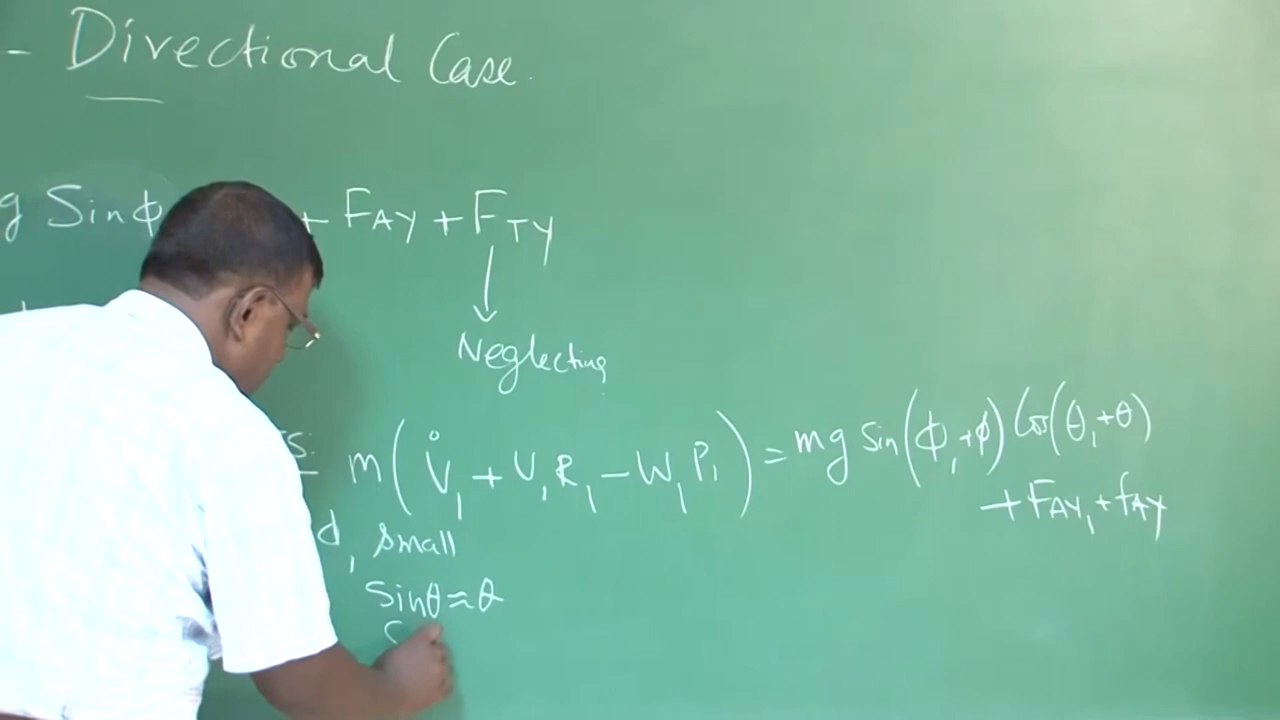 - Directional Case.
g Sinϕ + F_AY + F_TY
↓
Neglecting
s: m(V̇₁ + U₁R₁ - W₁P₁) = mg sin(ϕ₁+ϕ) Cos(θ₁+θ)
+ F_AY₁ + f_AY
d, small
Sinθ≈θ